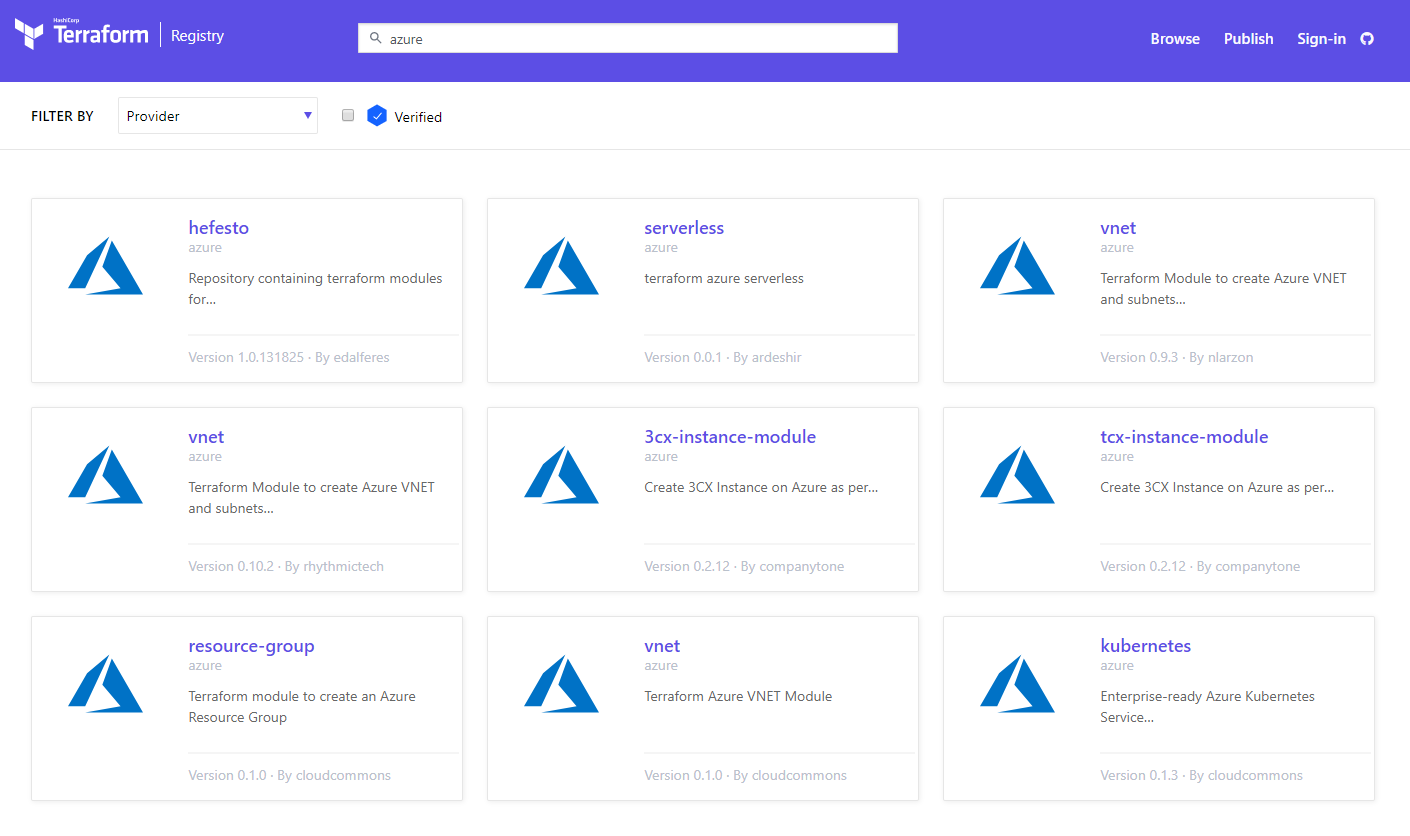 HashiCorp
Terraform
Registry
azure
Browse
Publish
Sign-in
FILTER BY
Provider
Verified
hefesto
azure
Repository containing terraform modules
for...
Version 1.0.131825 · By edalferes
serverless
azure
terraform azure serverless
Version 0.0.1 · By ardeshir
vnet
azure
Terraform Module to create Azure VNET
and subnets...
Version 0.9.3 · By nlarzon
vnet
azure
Terraform Module to create Azure VNET
and subnets...
Version 0.10.2 · By rhythmictech
3cx-instance-module
azure
Create 3CX Instance on Azure as per...
Version 0.2.12 · By companytone
tcx-instance-module
azure
Create 3CX Instance on Azure as per...
Version 0.2.12 · By companytone
resource-group
azure
Terraform module to create an Azure
Resource Group
Version 0.1.0 · By cloudcommons
vnet
azure
Terraform Azure VNET Module
Version 0.1.0 · By cloudcommons
kubernetes
azure
Enterprise-ready Azure Kubernetes
Service...
Version 0.1.3 · By cloudcommons